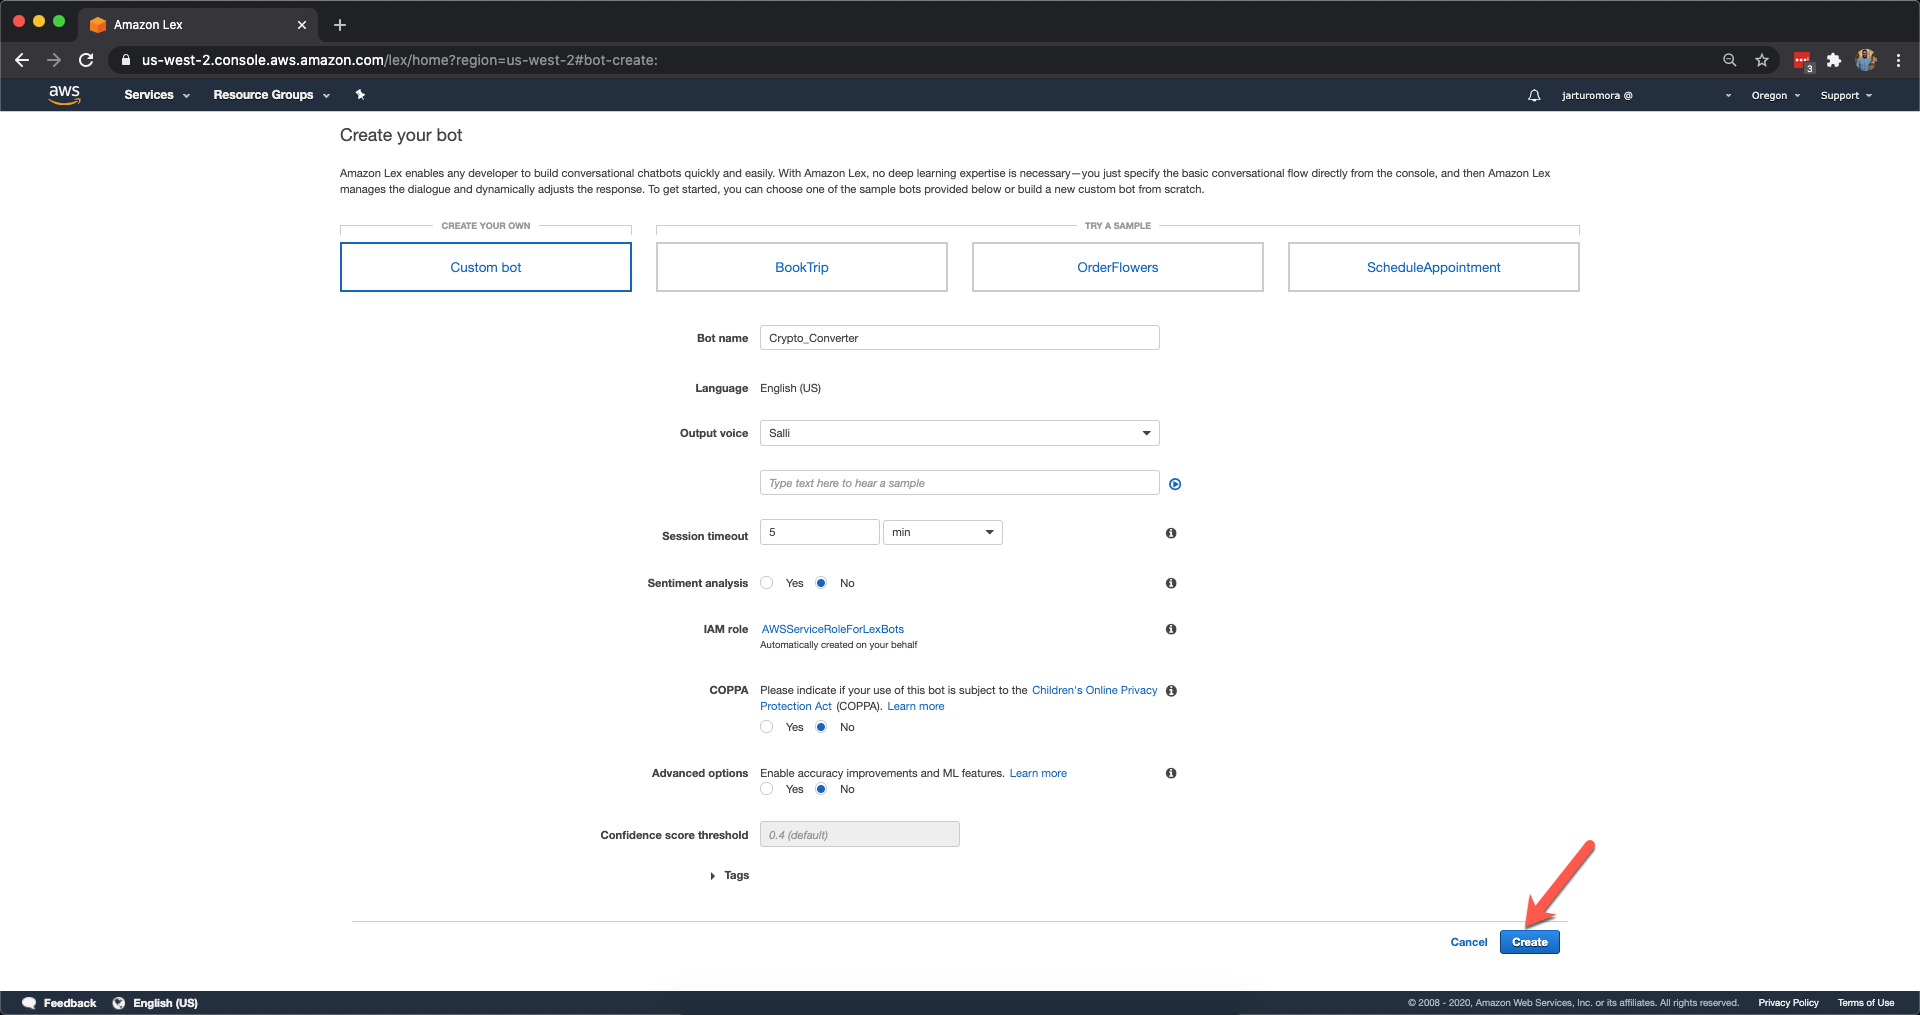 Amazon Lex
us-west-2.console.aws.amazon.com/lex/home?region=us-west-2#bot-create:
3
aws Services Resource Groups jarturomora @ Oregon Support
Create your bot
Amazon Lex enables any developer to build conversational chatbots quickly and easily. With Amazon Lex, no deep learning expertise is necessary—you just specify the basic conversational flow directly from the console, and then Amazon Lex
manages the dialogue and dynamically adjusts the response. To get started, you can choose one of the sample bots provided below or build a new custom bot from scratch.
CREATE YOUR OWN TRY A SAMPLE
Custom bot BookTrip OrderFlowers ScheduleAppointment
Bot name Crypto_Converter
Language English (US)
Output voice Salli
Type text here to hear a sample
Session timeout 5 min
Sentiment analysis Yes No
IAM role AWSServiceRoleForLexBots
Automatically created on your behalf
COPPA Please indicate if your use of this bot is subject to the Children's Online Privacy
Protection Act (COPPA). Learn more
Yes No
Advanced options Enable accuracy improvements and ML features. Learn more
Yes No
Confidence score threshold 0.4 (default)
Tags
Cancel Create
Feedback English (US) © 2008 - 2020, Amazon Web Services, Inc. or its affiliates. All rights reserved. Privacy Policy Terms of Use